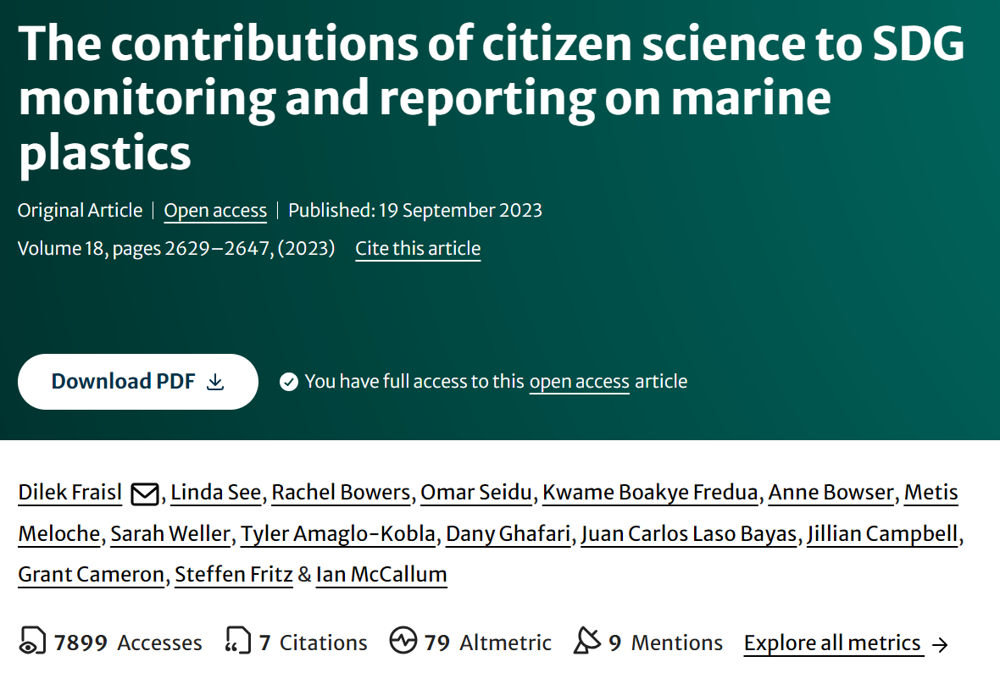 The contributions of citizen science to SDG
monitoring and reporting on marine
plastics
Original Article | Open access | Published: 19 September 2023
Volume 18, pages 2629–2647, (2023) Cite this article
Download PDF You have full access to this open access article
Dilek Fraisl, Linda See, Rachel Bowers, Omar Seidu, Kwame Boakye Fredua, Anne Bowser, Metis
Meloche, Sarah Weller, Tyler Amaglo-Kobla, Dany Ghafari, Juan Carlos Laso Bayas, Jillian Campbell,
Grant Cameron, Steffen Fritz & Ian McCallum
7899 Accesses 7 Citations 79 Altmetric 9 Mentions Explore all metrics →